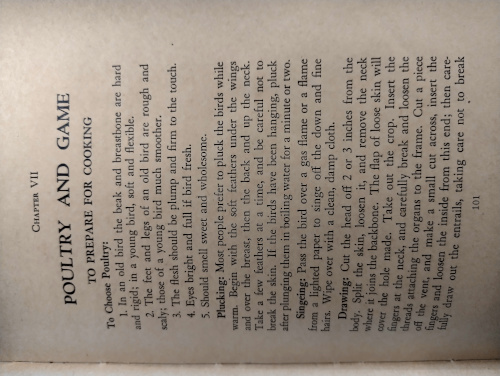 CHAPTER VII
POULTRY AND GAME
TO PREPARE FOR COOKING
To Choose Poultry:
1. In an old bird the beak and breastbone are hard
and rigid; in a young bird, soft and flexible.
2. The feet and legs of an old bird are rough and
scaly; those of a young bird much smoother.
3. The flesh should be plump and firm to the touch.
4. Eyes bright and full if bird fresh.
5. Should smell sweet and wholesome.
Plucking: Most people prefer to pluck the birds while
warm. Begin with the soft feathers under the wings
and over the breast, then the back and up the neck.
Take a few feathers at a time, and be careful not to
break the skin. If the birds have been hanging, pluck
after plunging them in boiling water for a minute or two.
Singeing: Pass the bird over a gas flame or a flame
from a lighted paper to singe off the down and fine
hairs. Wipe over with a clean, damp cloth.
Drawing: Cut the head off 2 or 3 inches from the
body. Split the skin, loosen it, and remove the neck
where it joins the backbone. The flap of loose skin will
cover the hole made. Take out the crop. Insert the
fingers at the neck, and carefully break and loosen the
threads attaching the organs to the frame. Cut a piece
off the vent, and make a small cut across, insert the
fingers and loosen the inside from this end; then care-
fully draw out the entrails, taking care not to break
101